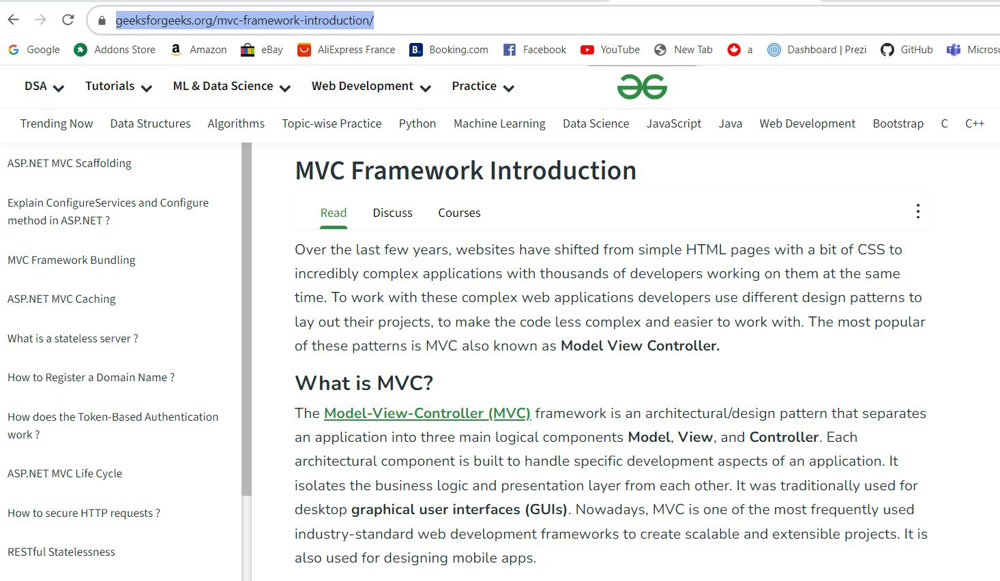 geeksforgeeks.org/mvc-framework-introduction/
Google Addons Store Amazon eBay AliExpress France Booking.com Facebook YouTube New Tab a Dashboard | Prezi GitHub Micros
DSA Tutorials ML & Data Science Web Development Practice
Trending Now Data Structures Algorithms Topic-wise Practice Python Machine Learning Data Science JavaScript Java Web Development Bootstrap C C++
ASP.NET MVC Scaffolding
Explain ConfigureServices and Configure
method in ASP.NET ?
MVC Framework Bundling
ASP.NET MVC Caching
What is a stateless server ?
How to Register a Domain Name ?
How does the Token-Based Authentication
work ?
ASP.NET MVC Life Cycle
How to secure HTTP requests ?
RESTful Statelessness
MVC Framework Introduction
Read Discuss Courses
Over the last few years, websites have shifted from simple HTML pages with a bit of CSS to
incredibly complex applications with thousands of developers working on them at the same
time. To work with these complex web applications developers use different design patterns to
lay out their projects, to make the code less complex and easier to work with. The most popular
of these patterns is MVC also known as Model View Controller.
What is MVC?
The Model-View-Controller (MVC) framework is an architectural/design pattern that separates
an application into three main logical components Model, View, and Controller. Each
architectural component is built to handle specific development aspects of an application. It
isolates the business logic and presentation layer from each other. It was traditionally used for
desktop graphical user interfaces (GUIs). Nowadays, MVC is one of the most frequently used
industry-standard web development frameworks to create scalable and extensible projects. It is
also used for designing mobile apps.